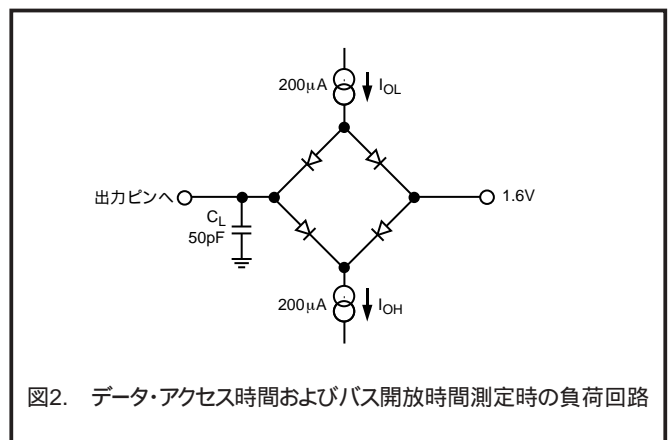 200μA
IOL
出力ピンへ
1.6V
CL
50pF
200μA
IOH
図2. データ・アクセス時間およびバス開放時間測定時の負荷回路